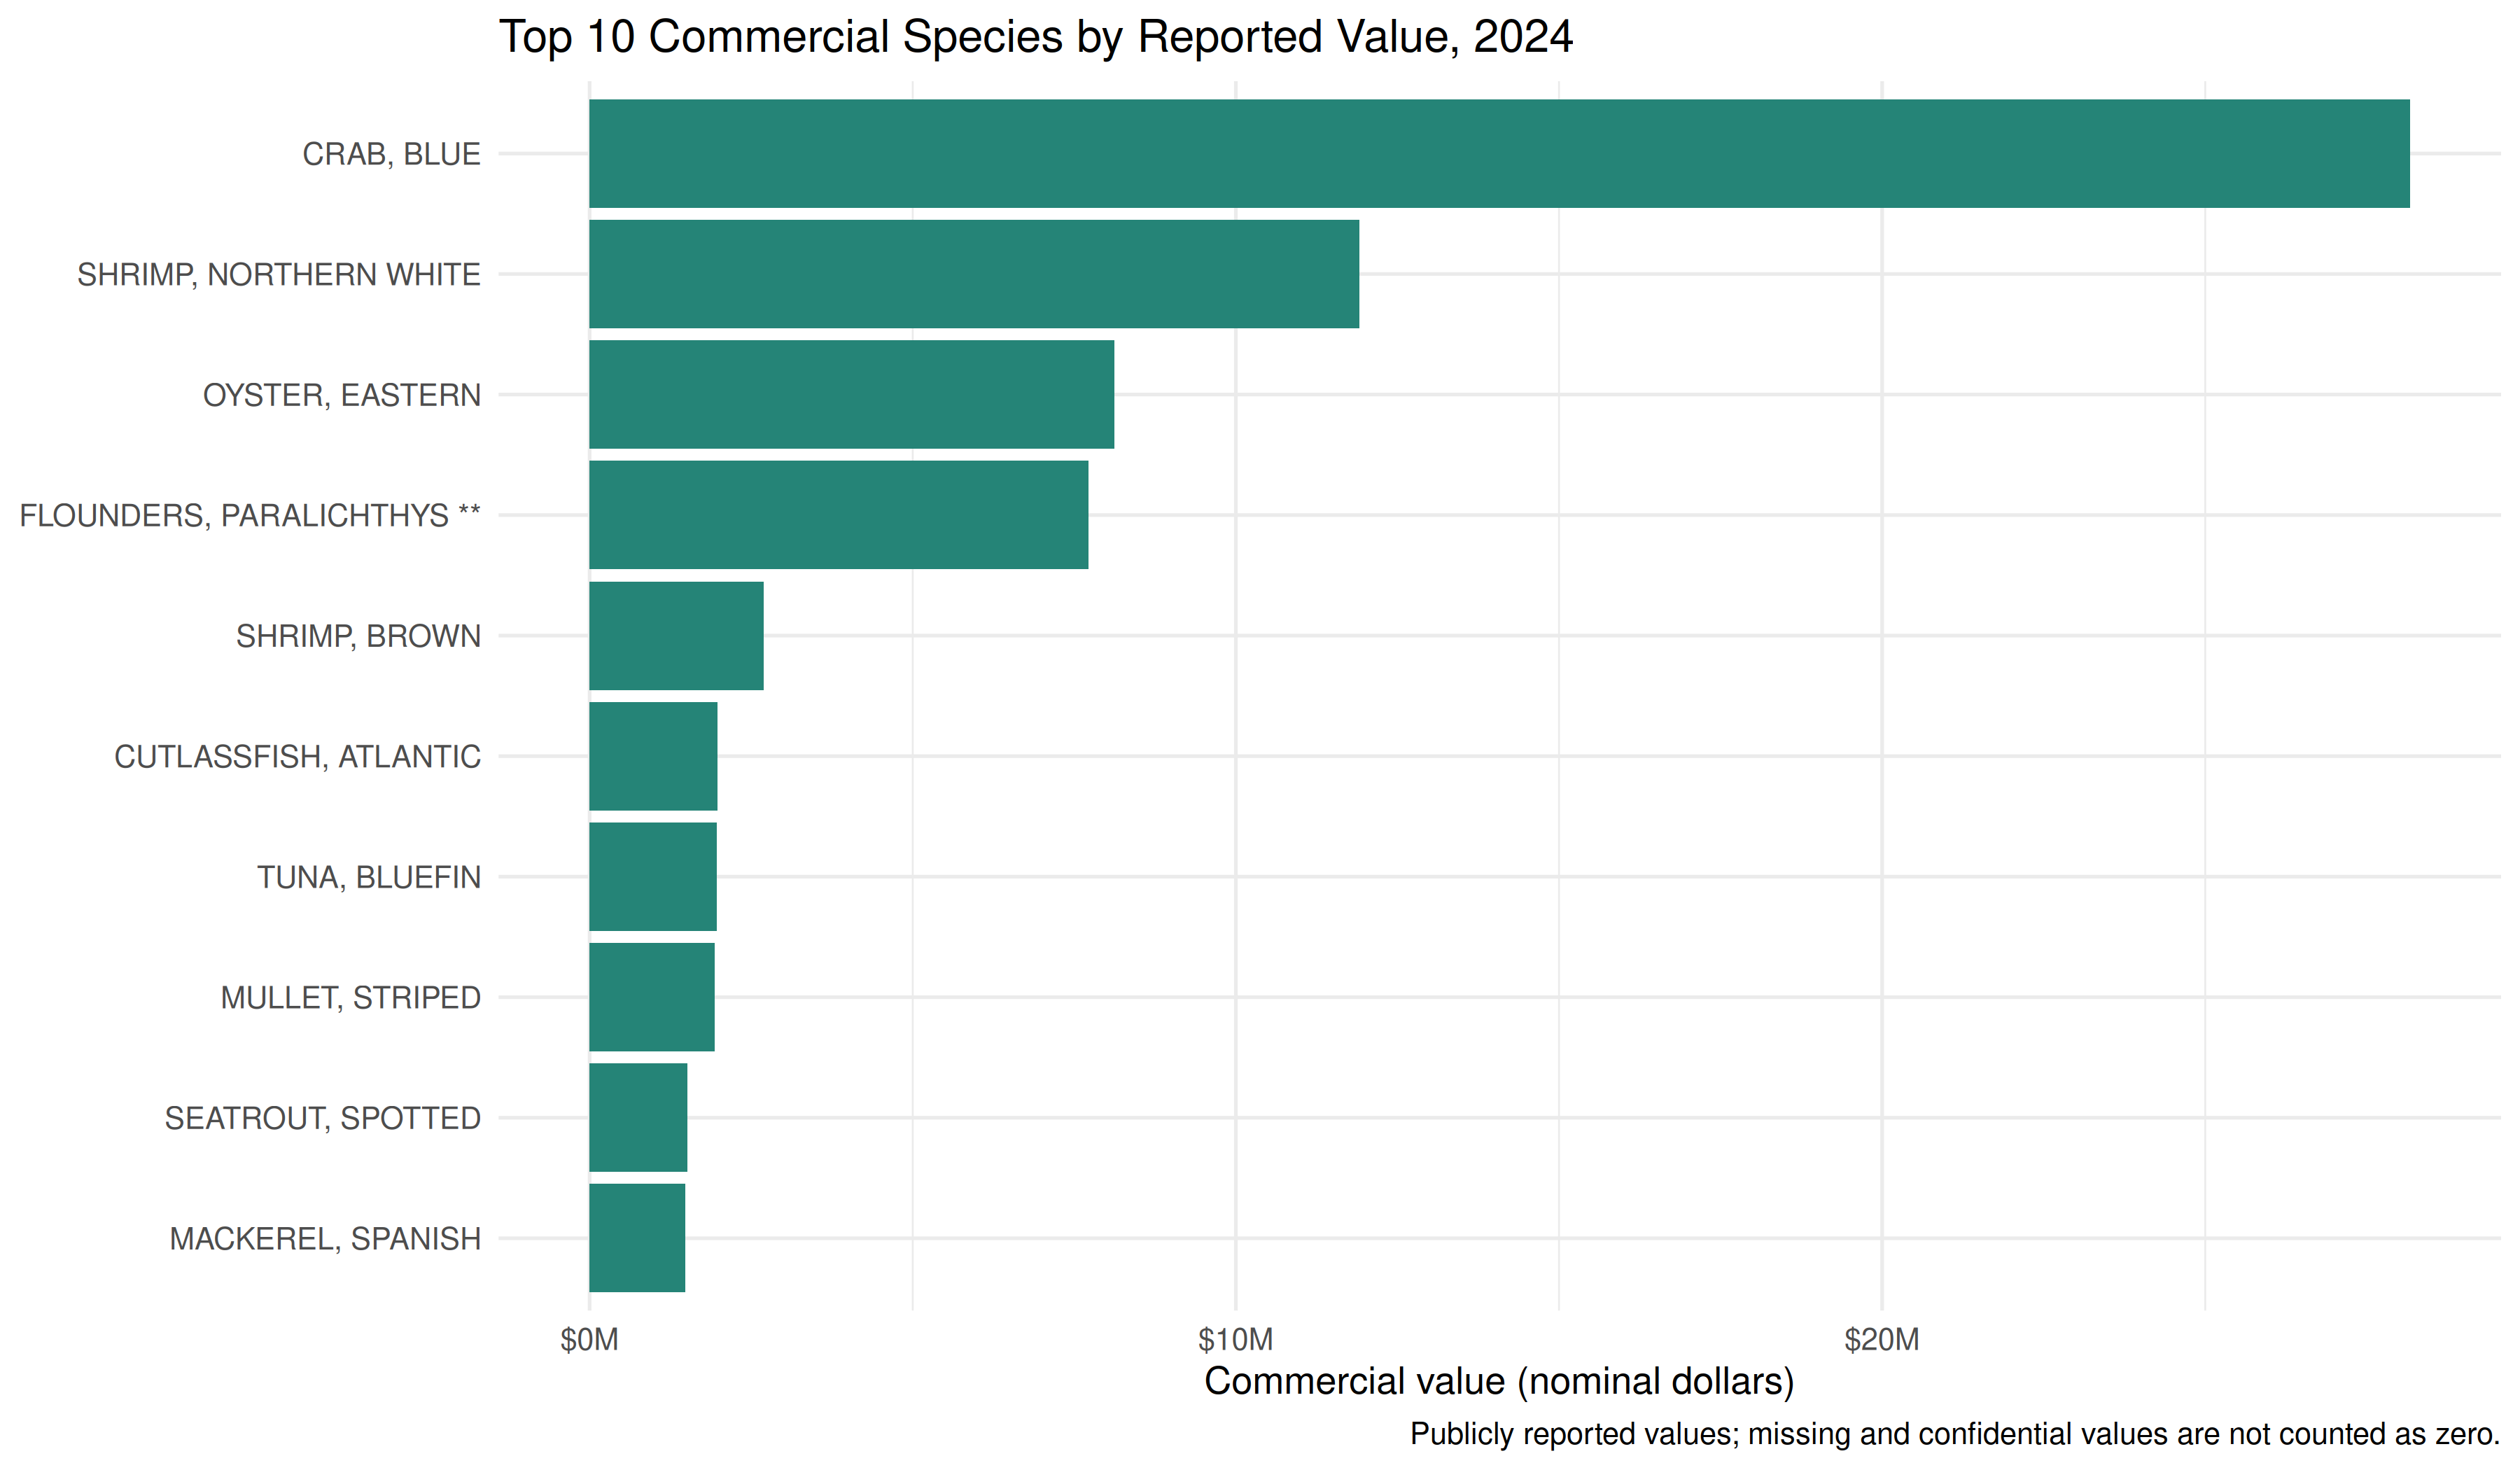 Top 10 Commercial Species by Reported Value, 2024
CRAB, BLUE
SHRIMP, NORTHERN WHITE
OYSTER, EASTERN
FLOUNDERS, PARALICHTHYS **
SHRIMP, BROWN
CUTLASSFISH, ATLANTIC
TUNA, BLUEFIN
MULLET, STRIPED
SEATROUT, SPOTTED
MACKEREL, SPANISH
$0M $10M $20M
Commercial value (nominal dollars)
Publicly reported values; missing and confidential values are not counted as zero.